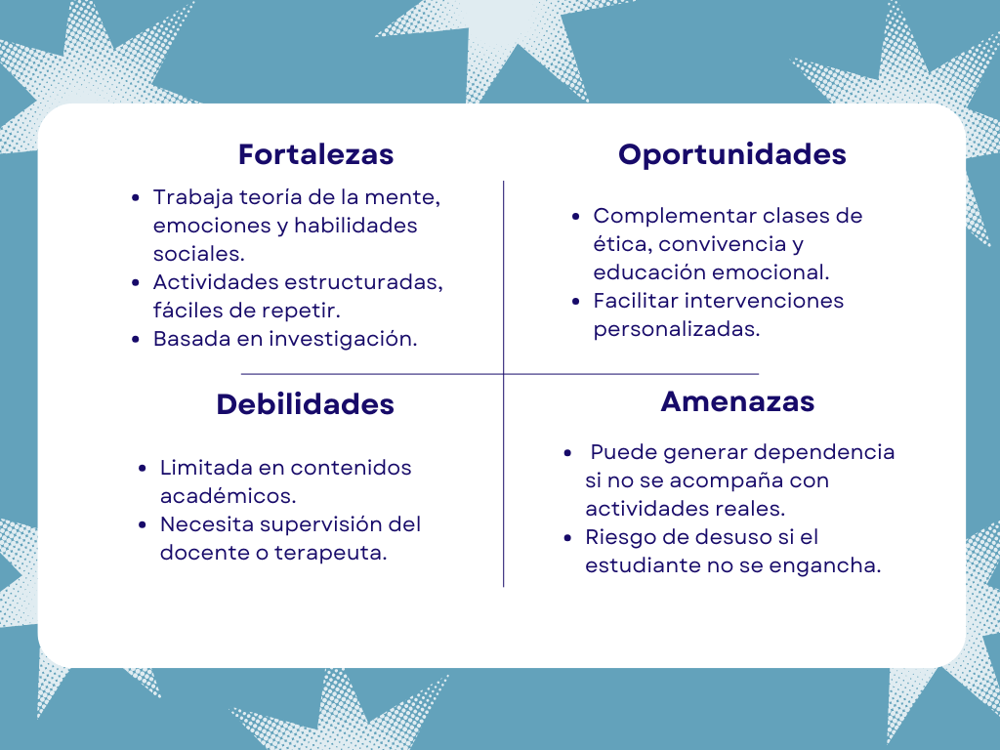 Fortalezas
• Trabaja teoría de la mente,
emociones y habilidades
sociales.
• Actividades estructuradas,
fáciles de repetir.
• Basada en investigación.
Oportunidades
• Complementar clases de
ética, convivencia y
educación emocional.
• Facilitar intervenciones
personalizadas.
Debilidades
• Limitada en contenidos
académicos.
• Necesita supervisión del
docente o terapeuta.
Amenazas
• Puede generar dependencia
si no se acompaña con
actividades reales.
• Riesgo de desuso si el
estudiante no se engancha.